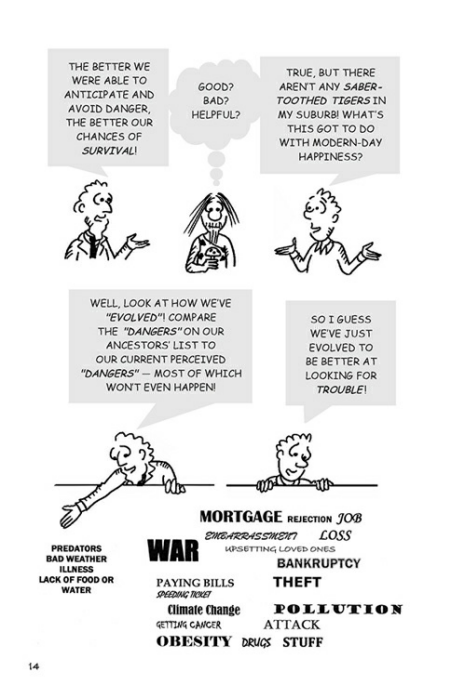 THE BETTER WE
WERE ABLE TO
ANTICIPATE AND
AVOID DANGER,
THE BETTER OUR
CHANCES OF
SURVIVAL!
GOOD?
BAD?
HELPFUL?
TRUE, BUT THERE
AREN'T ANY SABER-
TOOTHED TIGERS IN
MY SUBURB! WHAT'S
THIS GOT TO DO
WITH MODERN-DAY
HAPPINESS?
WELL, LOOK AT HOW WE'VE
"EVOLVED"! COMPARE
THE "DANGERS" ON OUR
ANCESTORS' LIST TO
OUR CURRENT PERCEIVED
"DANGERS" — MOST OF WHICH
WON'T EVEN HAPPEN!
SO I GUESS
WE'VE JUST
EVOLVED TO
BE BETTER AT
LOOKING FOR
TROUBLE!
PREDATORS
BAD WEATHER
ILLNESS
LACK OF FOOD OR
WATER
MORTGAGE REJECTION JOB
EMBARRASSMENT LOSS
WAR UPSETTING LOVED ONES
BANKRUPTCY
PAYING BILLS THEFT
SPEEDING TICKET
Climate Change POLLUTION
GETTING CANCER ATTACK
OBESITY DRUGS STUFF
14